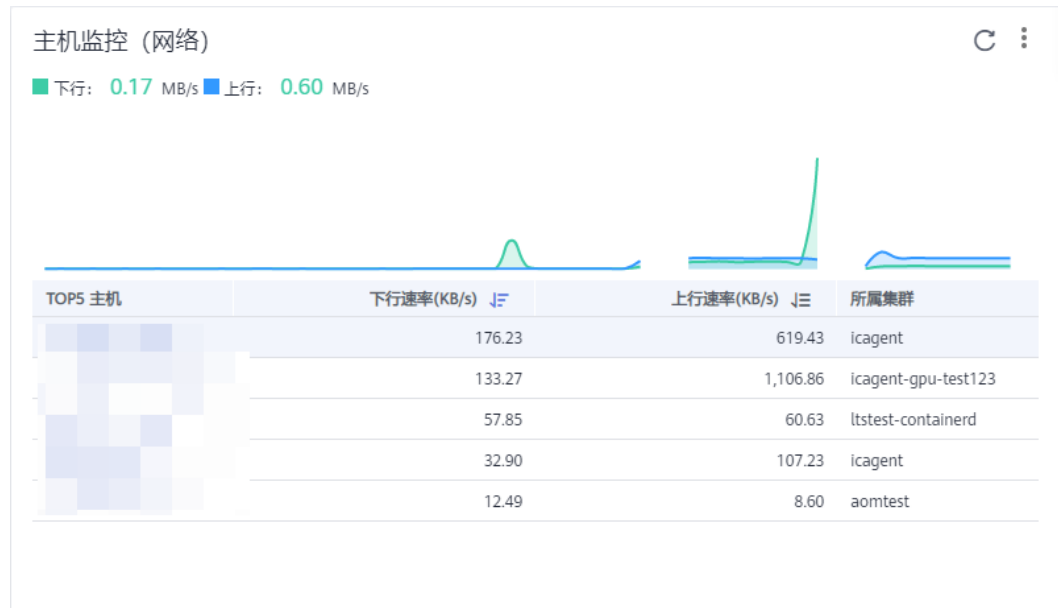 主机监控（网络）
下行： 0.17 MB/s 上行： 0.60 MB/s
TOP5 主机 下行速率(KB/s) 上行速率(KB/s) 所属集群
176.23 619.43 icagent
133.27 1,106.86 icagent-gpu-test123
57.85 60.63 ltstest-containerd
32.90 107.23 icagent
12.49 8.60 aomtest